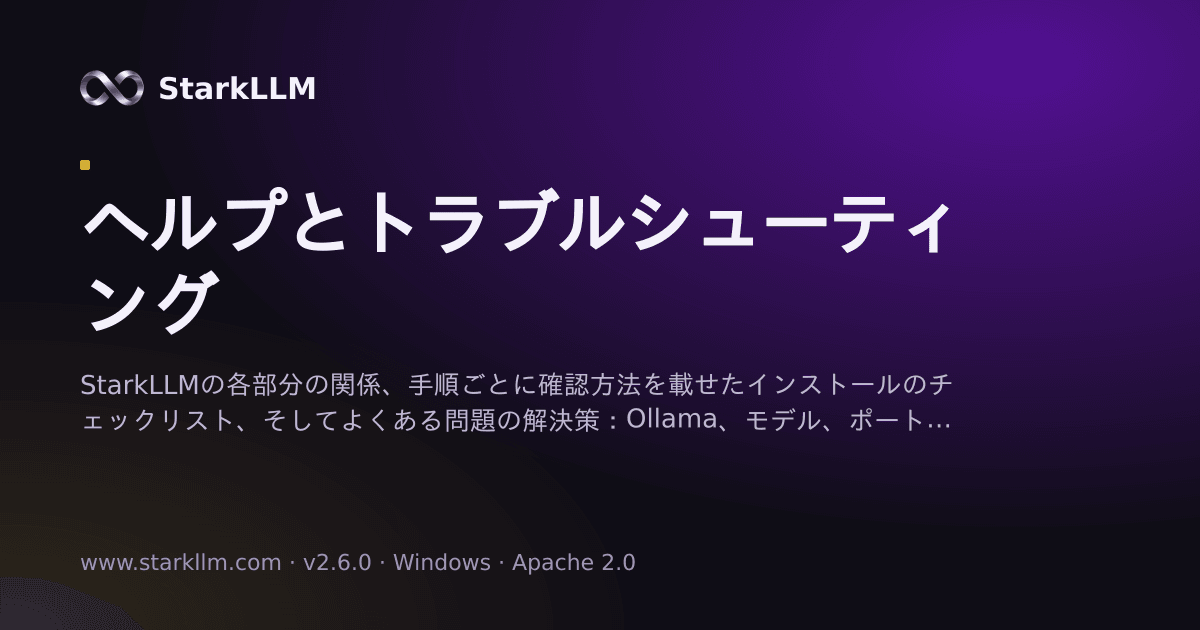 StarkLLM
ヘルプとトラブルシューティ
ング
StarkLLMの各部分の関係、手順ごとに確認方法を載せたインストールのチ
ェックリスト、そしてよくある問題の解決策：Ollama、モデル、ポート…
www.starkllm.com · v2.6.0 · Windows · Apache 2.0